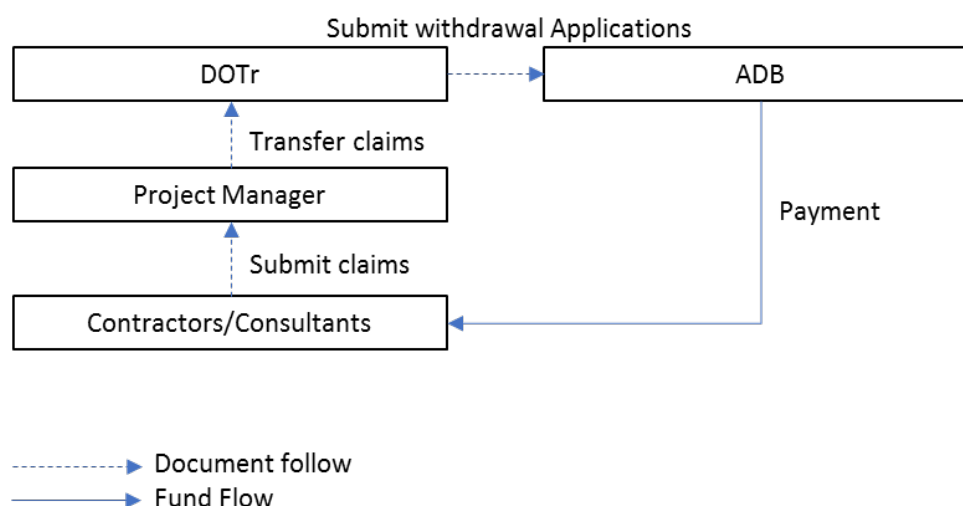 Submit withdrawal Applications
DOTr
ADB
Transfer claims
Project Manager
Payment
Submit claims
Contractors/Consultants
Document follow
Fund Flow